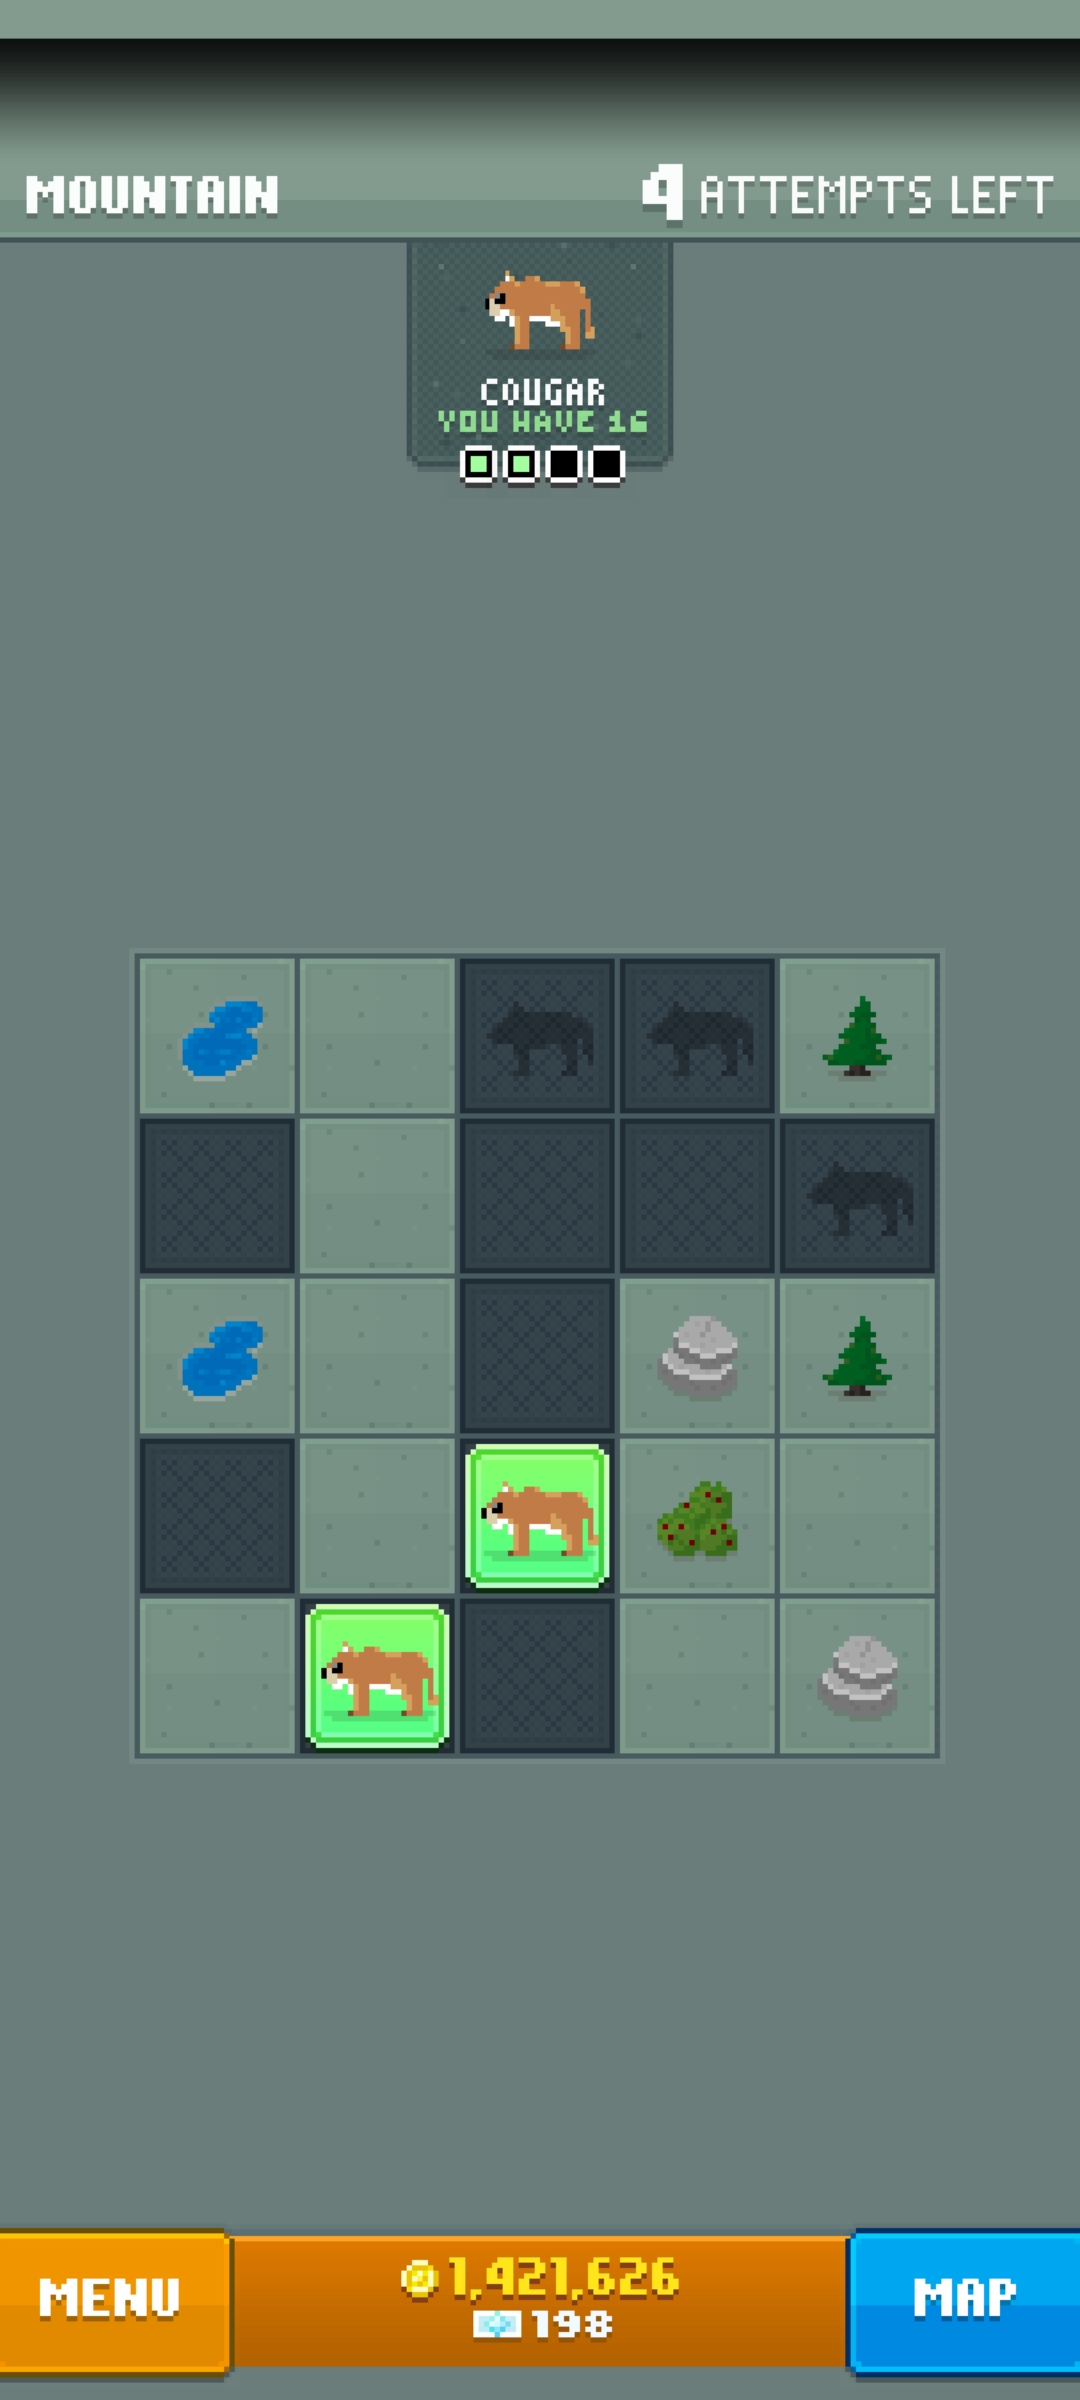 MOUNTAIN
4 ATTEMPTS LEFT
COUGAR
YOU HAVE 16
MENU
1,421,626
198
MAP